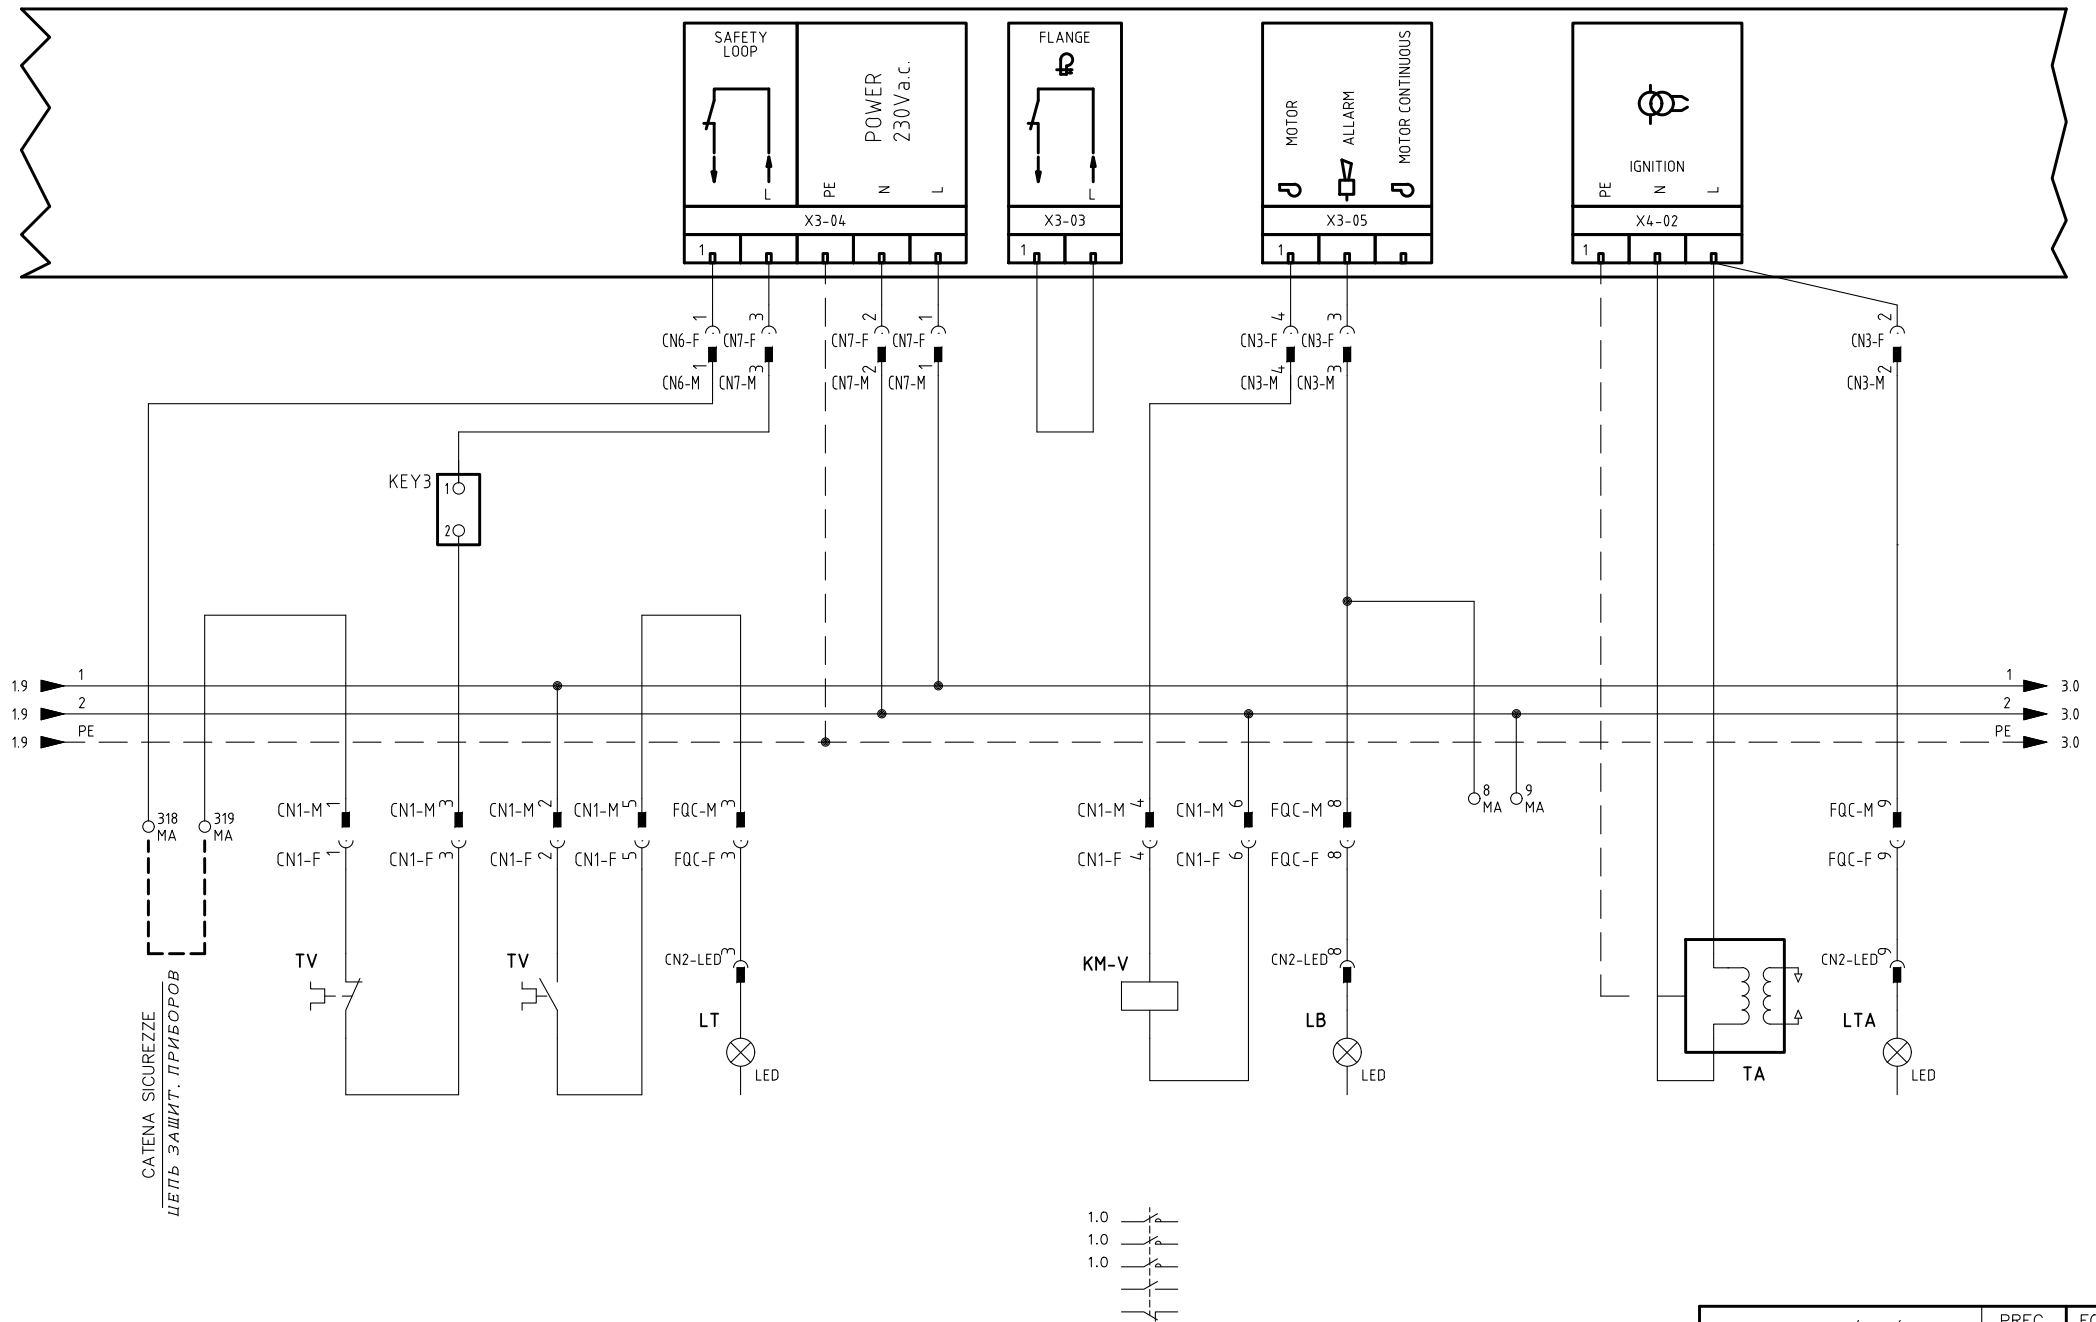 SAFETY
LOOP
POWER
230Va.c.
L
PE
N
L
X3-04
1
FLANGE
L
X3-03
1
MOTOR
ALLARM
MOTOR CONTINUOUS
X3-05
1
IGNITION
PE
N
L
X4-02
1
1
3
2
1
4
3
2
CN6-F
CN7-F
CN7-F
CN7-F
CN3-F
CN3-F
CN3-F
1
3
2
1
4
3
2
CN6-M
CN7-M
CN7-M
CN7-M
CN3-M
CN3-M
CN3-M
KEY3
1
2
1.9
1
1
3.0
1.9
2
2
3.0
1.9
PE
PE
3.0
318
MA
319
MA
CN1-M 1
CN1-M 3
CN1-M 2
CN1-M 5
FQC-M 3
CN1-M 4
CN1-M 6
FQC-M 8
8
MA
9
MA
FQC-M 9
CN1-F 1
CN1-F 3
CN1-F 2
CN1-F 5
FQC-F 3
CN1-F 4
CN1-F 6
FQC-F 8
FQC-F 9
TV
TV
CN2-LED 3
KM-V
CN2-LED 8
CN2-LED 9
LT
LB
LTA
LED
LED
TA
LED
CATENA SICUREZZE
ЦЕПЬ ЗАЩИТ. ПРИБОРОВ
1.0
1.0
1.0
PREC